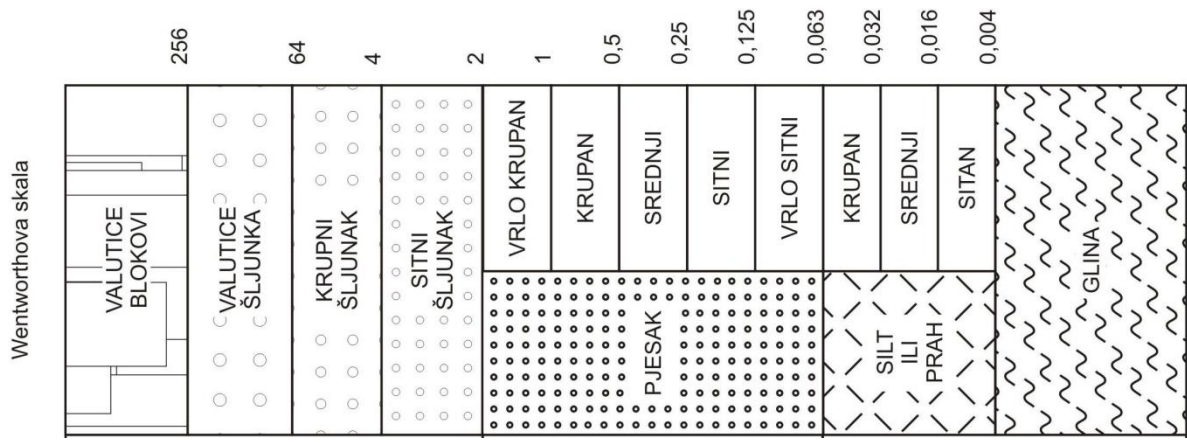 Wentworthova skala
256
64
4
2
1
0,5
0,25
0,125
0,063
0,032
0,016
0,004
VALUTICE
BLOKOVI
VALUTICE
ŠLJUNKA
KRUPNI
ŠLJUNAK
SITNI
ŠLJUNAK
VRLO KRUPAN
KRUPAN
SREDNJI
SITNI
VRLO SITNI
PJESAK
KRUPAN
SREDNJI
SITAN
SILT
ILI
PRAH
GLINA